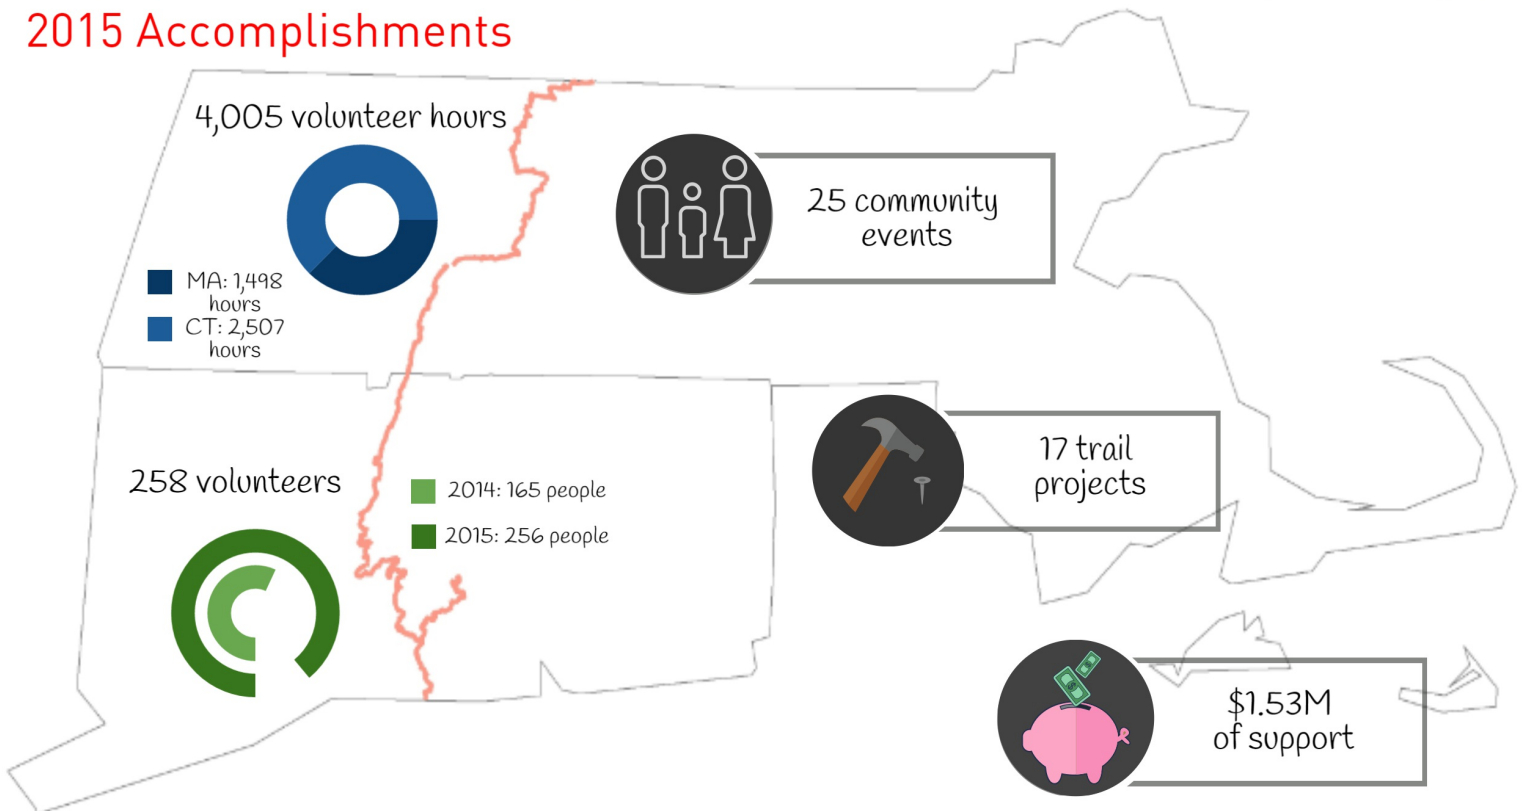 2015 Accomplishments
4,005 volunteer hours
MA: 1,498
hours
CT: 2,507
hours
25 community
events
258 volunteers
2014: 165 people
2015: 256 people
17 trail
projects
$1.53M
of support